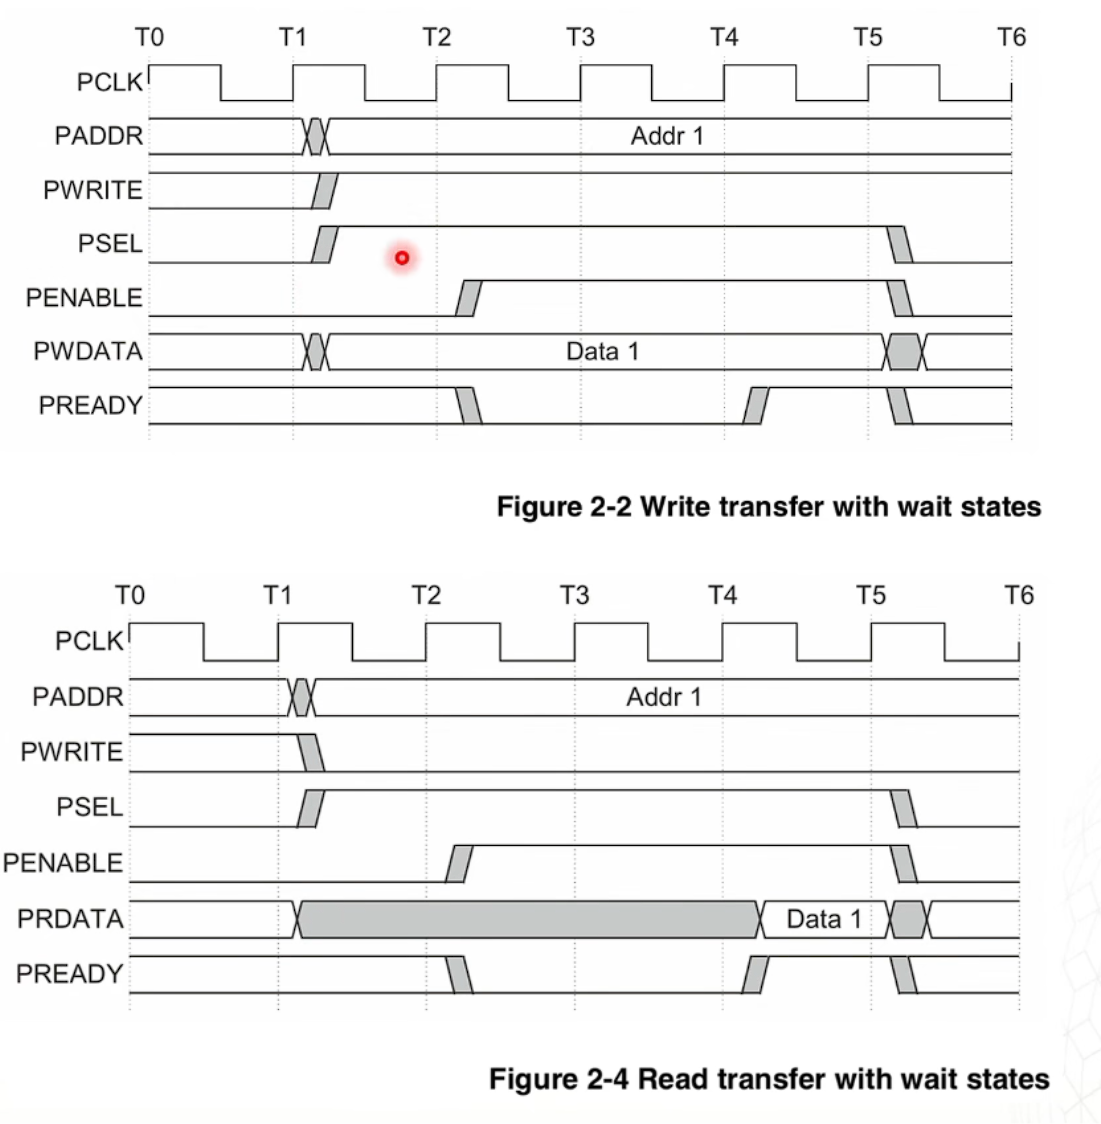 T0 T1 T2 T3 T4 T5 T6
PCLK
PADDR Addr 1
PWRITE
PSEL
PENABLE
PWDATA Data 1
PREADY
Figure 2-2 Write transfer with wait states
T0 T1 T2 T3 T4 T5 T6
PCLK
PADDR Addr 1
PWRITE
PSEL
PENABLE
PRDATA Data 1
PREADY
Figure 2-4 Read transfer with wait states